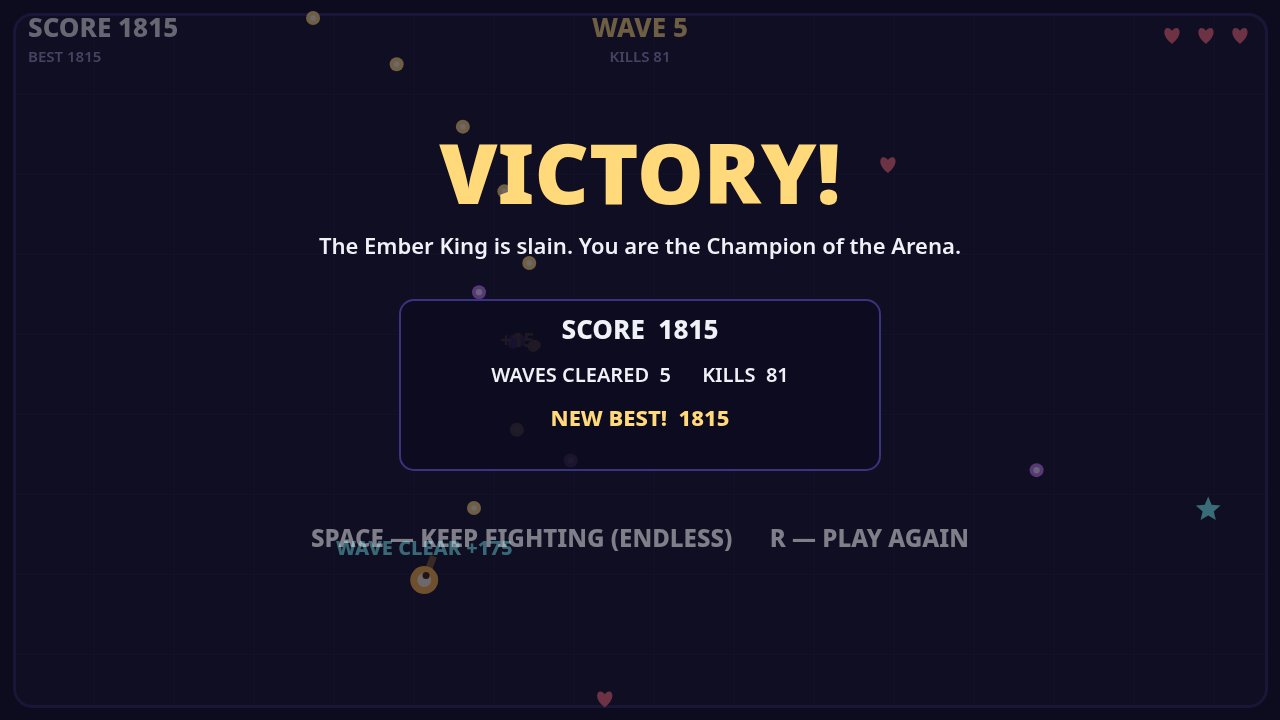 SCORE 1815
WAVE 5
BEST 1815
KILLS 81
VICTORY!
The Ember King is slain. You are the Champion of the Arena.
+15
SCORE 1815
WAVES CLEARED 5 KILLS 81
NEW BEST! 1815
SPACE — KEEP FIGHTING (ENDLESS) R — PLAY AGAIN
WAVE CLEAR +175